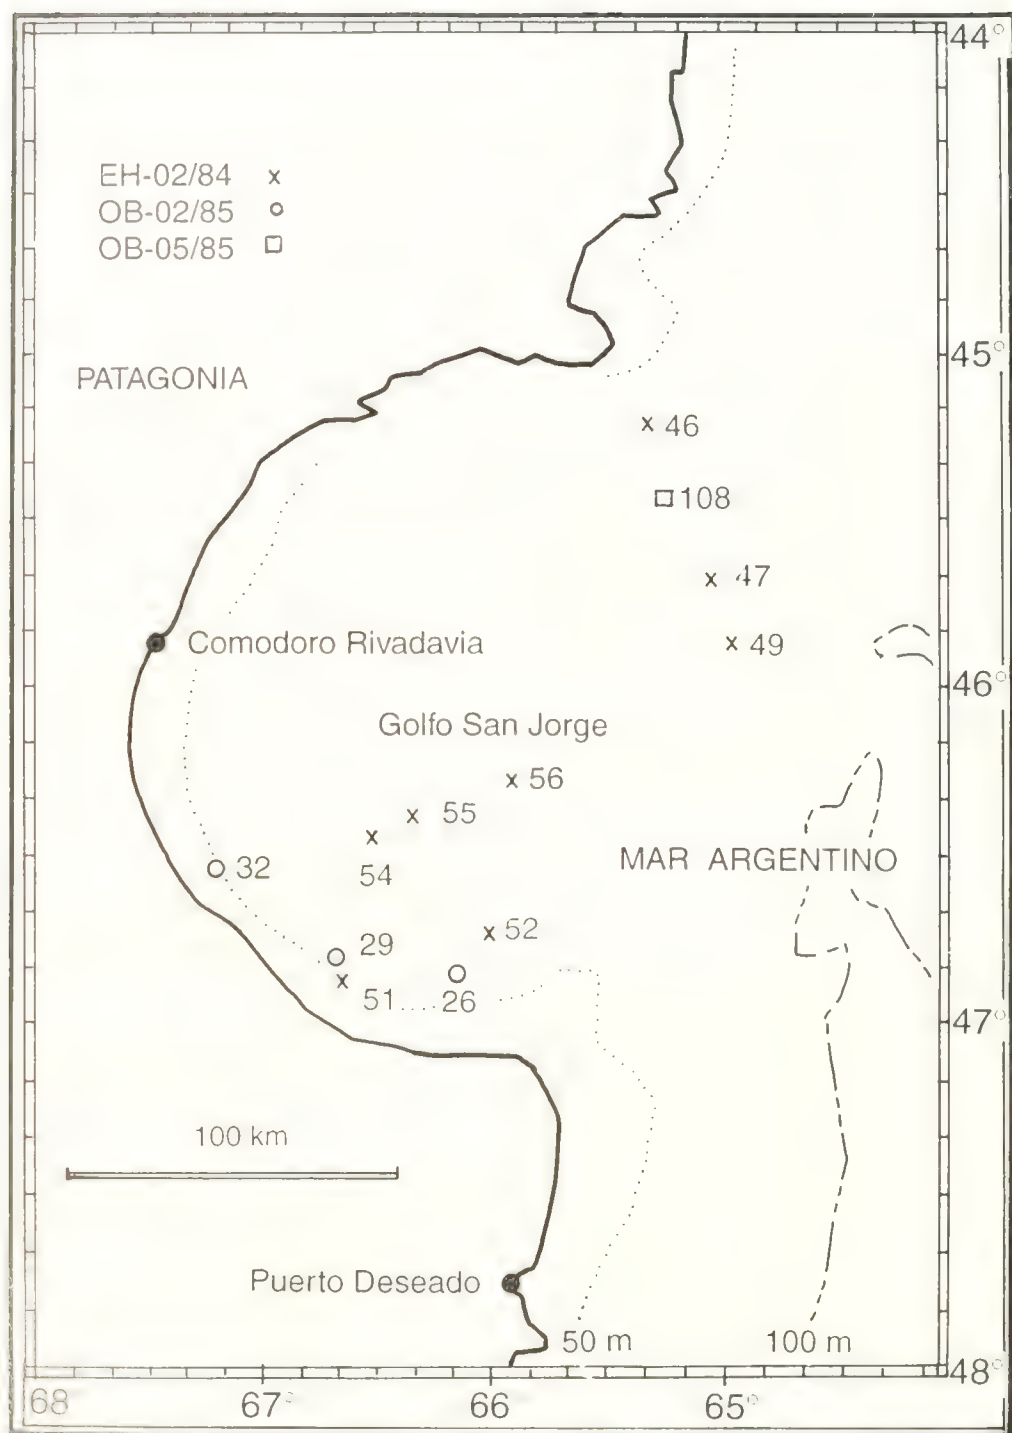 44°
EH-02/84 x
OB-02/85 o
OB-05/85 □
45°
PATAGONIA
46
108
47
Comodoro Rivadavia
49
46°
Golfo San Jorge
56
55
MAR ARGENTINO
32
54
52
29
51
26
47°
100 km
Puerto Deseado
50 m
100 m
48°
68
67°
66
65°